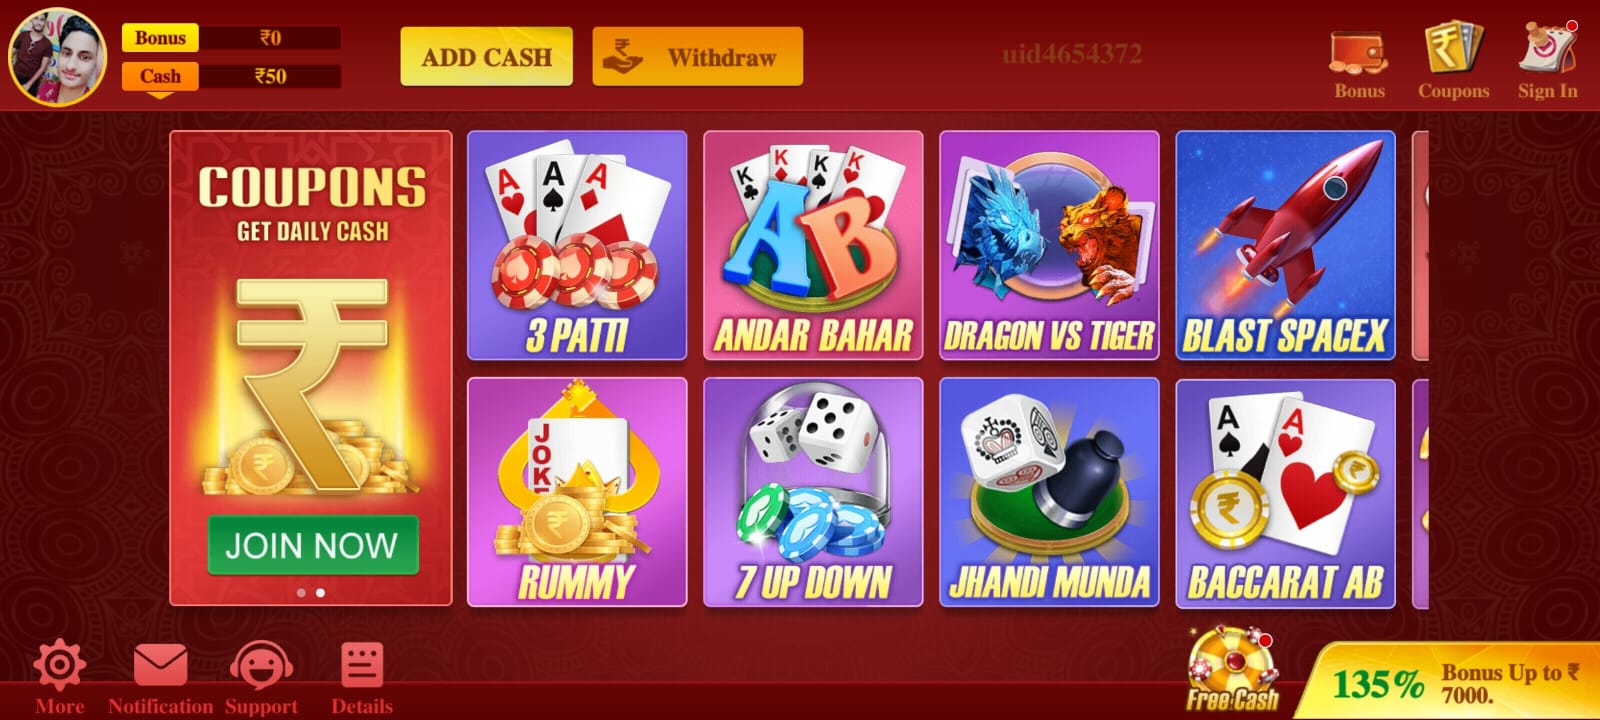 Bonus ₹0
Cash ₹50
ADD CASH
Withdraw
uid4654372
Bonus
Coupons
Sign In
COUPONS
GET DAILY CASH
₹
JOIN NOW
A A A
3 PATTI
K K K K
AB
ANDAR BAHAR
DRAGON VS TIGER
BLAST SPACEX
JOKE
₹
RUMMY
7 UP DOWN
JHANDI MUNDA
A A
₹ ₹
BACCARAT AB
More
Notification
Support
Details
Free Cash
135%
Bonus Up to ₹
7000.